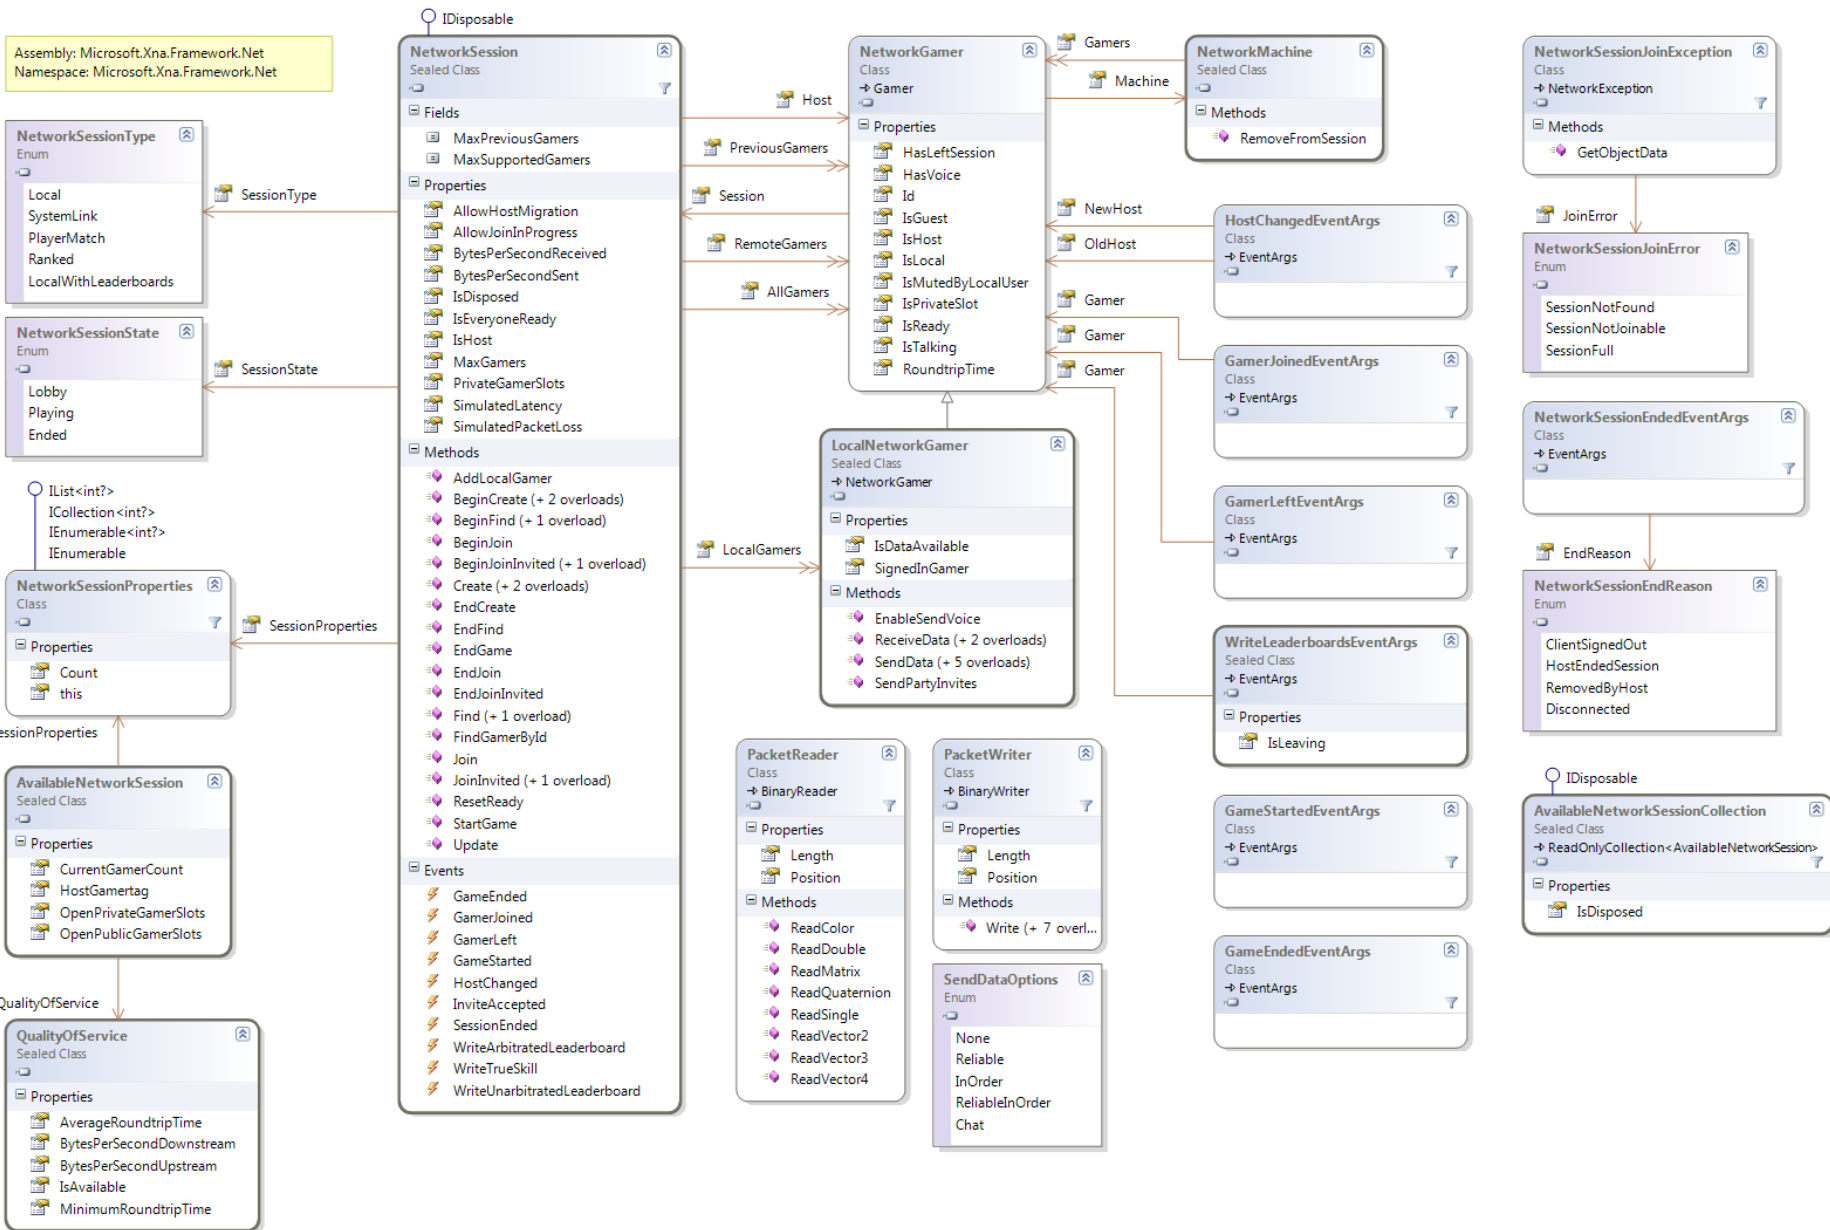 Assembly: Microsoft.Xna.Framework.Net
Namespace: Microsoft.Xna.Framework.Net
NetworkSessionType
Enum
Local
SystemLink
PlayerMatch
Ranked
LocalWithLeaderboards
SessionType
NetworkSessionState
Enum
Lobby
Playing
Ended
SessionState
IList<int?>
ICollection<int?>
IEnumerable<int?>
IEnumerable
NetworkSessionProperties
Class
Properties
Count
this
SessionProperties
essionProperties
AvailableNetworkSession
Sealed Class
Properties
CurrentGamerCount
HostGamertag
OpenPrivateGamerSlots
OpenPublicGamerSlots
QualityOfService
QualityOfService
Sealed Class
Properties
AverageRoundtripTime
BytesPerSecondDownstream
BytesPerSecondUpstream
IsAvailable
MinimumRoundtripTime
IDisposable
NetworkSession
Sealed Class
Fields
MaxPreviousGamers
MaxSupportedGamers
Properties
AllowHostMigration
AllowJoinInProgress
BytesPerSecondReceived
BytesPerSecondSent
IsDisposed
IsEveryoneReady
IsHost
MaxGamers
PrivateGamerSlots
SimulatedLatency
SimulatedPacketLoss
Methods
AddLocalGamer
BeginCreate (+ 2 overloads)
BeginFind (+ 1 overload)
BeginJoin
BeginJoinInvited (+ 1 overload)
Create (+ 2 overloads)
EndCreate
EndFind
EndGame
EndJoin
EndJoinInvited
Find (+ 1 overload)
FindGamerById
Join
JoinInvited (+ 1 overload)
ResetReady
StartGame
Update
Events
GameEnded
GamerJoined
GamerLeft
GameStarted
HostChanged
InviteAccepted
SessionEnded
WriteArbitratedLeaderboard
WriteTrueSkill
WriteUnarbitratedLeaderboard
Host
PreviousGamers
Session
RemoteGamers
AllGamers
LocalGamers
NetworkGamer
Class
Gamer
Properties
HasLeftSession
HasVoice
Id
IsGuest
IsHost
IsLocal
IsMutedByLocalUser
IsPrivateSlot
IsReady
IsTalking
RoundtripTime
LocalNetworkGamer
Sealed Class
NetworkGamer
Properties
IsDataAvailable
SignedInGamer
Methods
EnableSendVoice
ReceiveData (+ 2 overloads)
SendData (+ 5 overloads)
SendPartyInvites
PacketReader
Class
BinaryReader
Properties
Length
Position
Methods
ReadColor
ReadDouble
ReadMatrix
ReadQuaternion
ReadSingle
ReadVector2
ReadVector3
ReadVector4
PacketWriter
Class
BinaryWriter
Properties
Length
Position
Methods
Write (+ 7 overl...
SendDataOptions
Enum
None
Reliable
InOrder
ReliableInOrder
Chat
Gamers
Machine
NewHost
OldHost
Gamer
Gamer
Gamer
NetworkMachine
Sealed Class
Methods
RemoveFromSession
HostChangedEventArgs
Class
EventArgs
GamerJoinedEventArgs
Class
EventArgs
GamerLeftEventArgs
Class
EventArgs
WriteLeaderboardsEventArgs
Sealed Class
EventArgs
Properties
IsLeaving
GameStartedEventArgs
Class
EventArgs
GameEndedEventArgs
Class
EventArgs
NetworkSessionJoinException
Class
NetworkException
Methods
GetObjectData
JoinError
NetworkSessionJoinError
Enum
SessionNotFound
SessionNotJoinable
SessionFull
NetworkSessionEndedEventArgs
Class
EventArgs
EndReason
NetworkSessionEndReason
Enum
ClientSignedOut
HostEndedSession
RemovedByHost
Disconnected
IDisposable
AvailableNetworkSessionCollection
Sealed Class
ReadOnlyCollection<AvailableNetworkSession>
Properties
IsDisposed